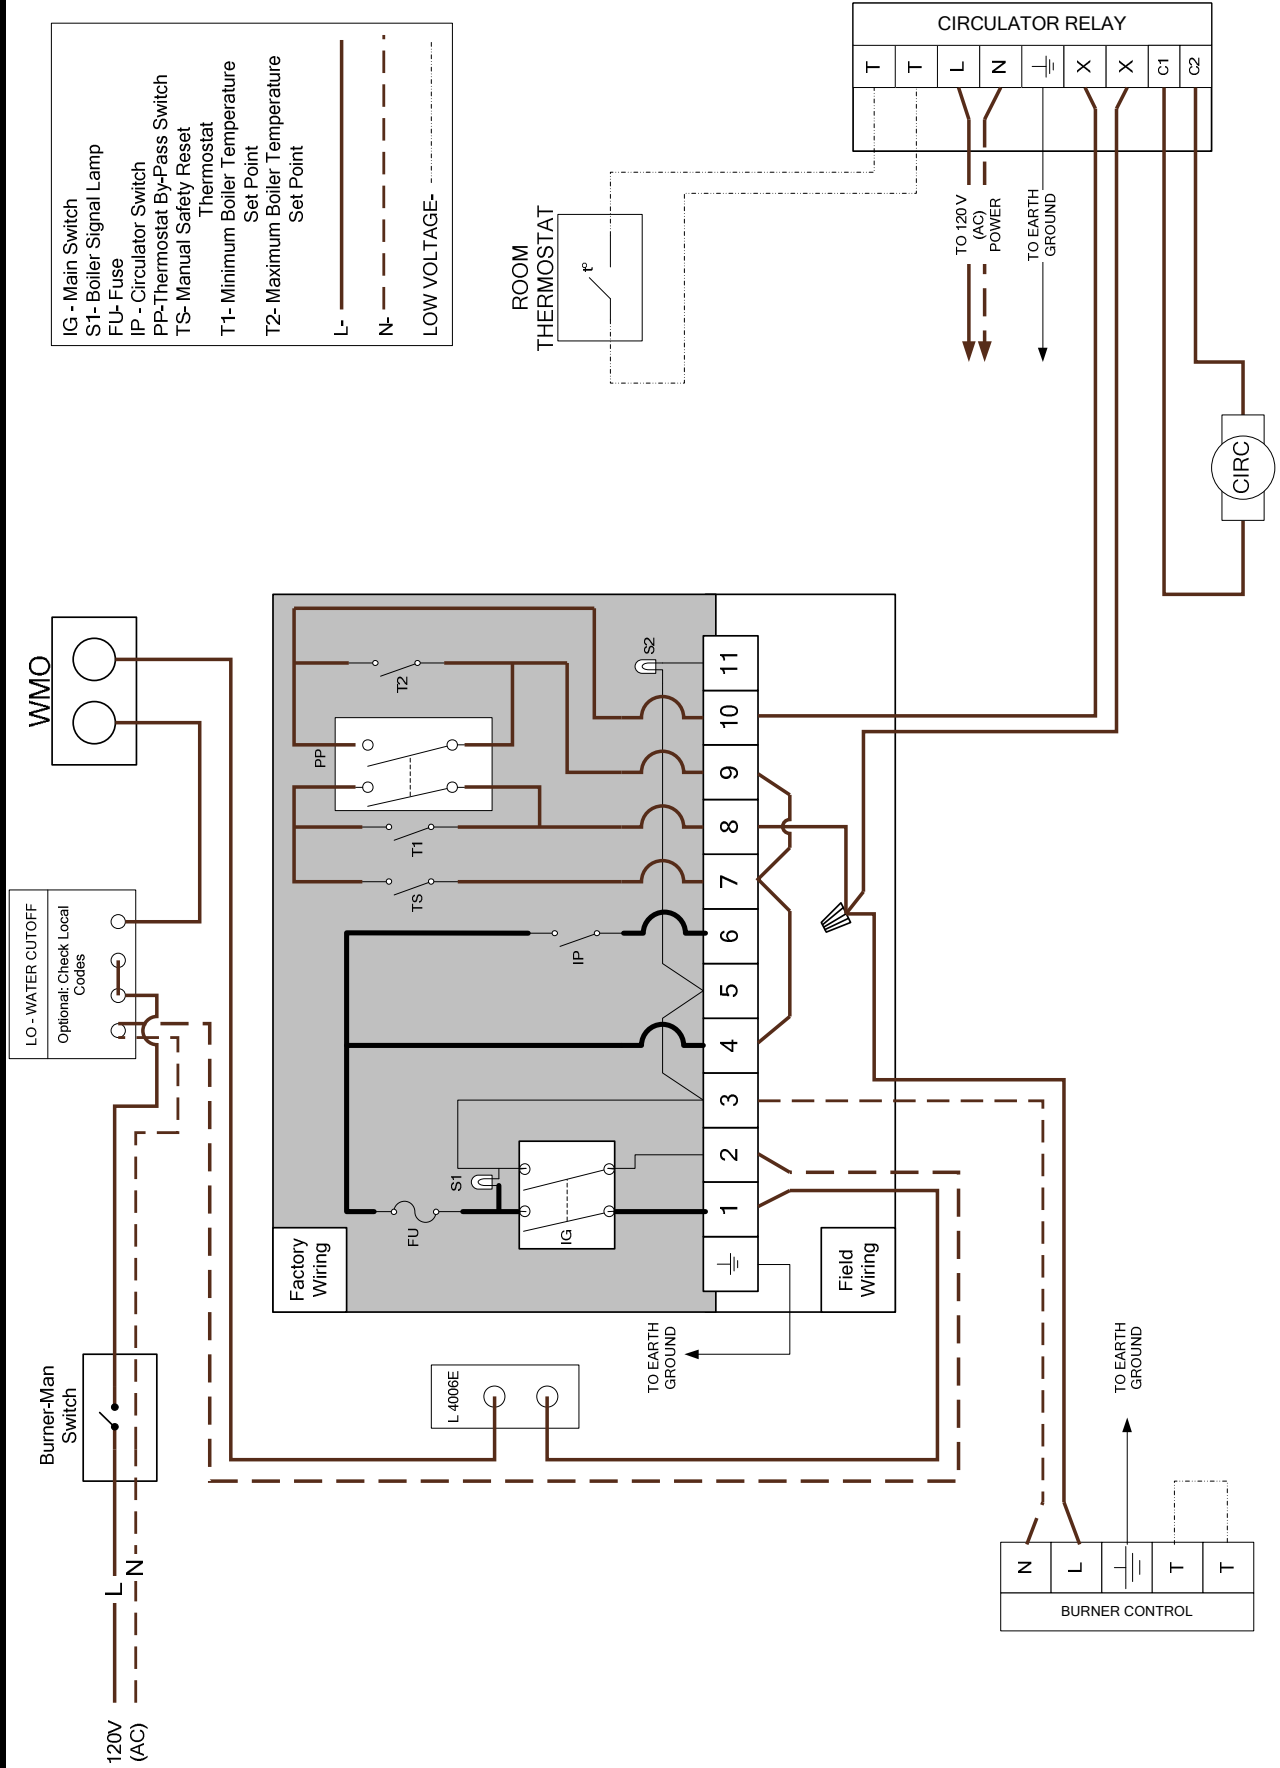 IG - Main Switch
S1- Boiler Signal Lamp
FU- Fuse
IP - Circulator Switch
PP-Thermostat By-Pass Switch
TS- Manual Safety Reset
Thermostat
T1- Minimum Boiler Temperature
Set Point
T2- Maximum Boiler Temperature
Set Point
L-
N-
LOW VOLTAGE-
CIRCULATOR RELAY
T
T
L
N
X
X
C1
C2
ROOM
THERMOSTAT
t°
TO 120V
(AC)
POWER
TO EARTH
GROUND
CIRC
WMO
LO - WATER CUTOFF
Optional: Check Local
Codes
S2
T2
PP
T1
TS
IP
S1
FU
IG
11
10
9
8
7
6
5
4
3
2
1
Factory
Wiring
Field
Wiring
TO EARTH
GROUND
L 4006E
Burner-Man
Switch
L
N
120V
(AC)
TO EARTH
GROUND
N
L
T
T
BURNER CONTROL